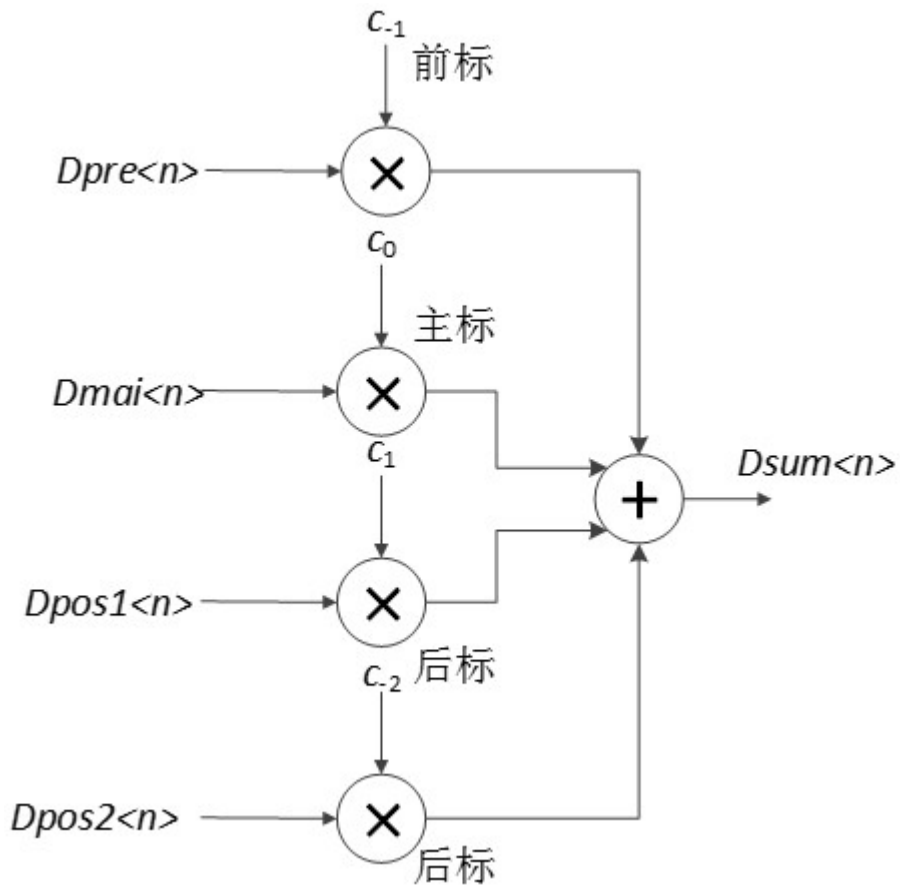 c-1
前标
Dpre<n>
c0
主标
Dmai<n>
c1
Dsum<n>
Dpos1<n>
后标
c-2
Dpos2<n>
后标